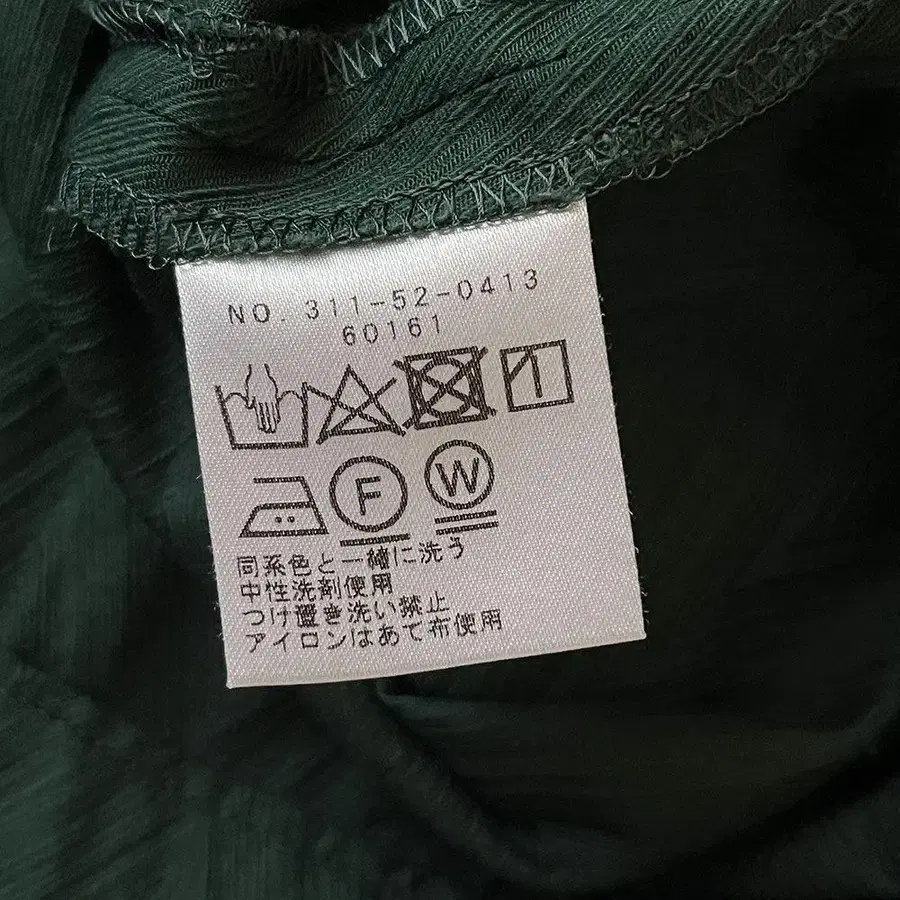 NO. 311-52-0413
60161
F W
同系色と一緒に洗う
中性洗剤使用
つけ置き洗い禁止
アイロンはあて布使用